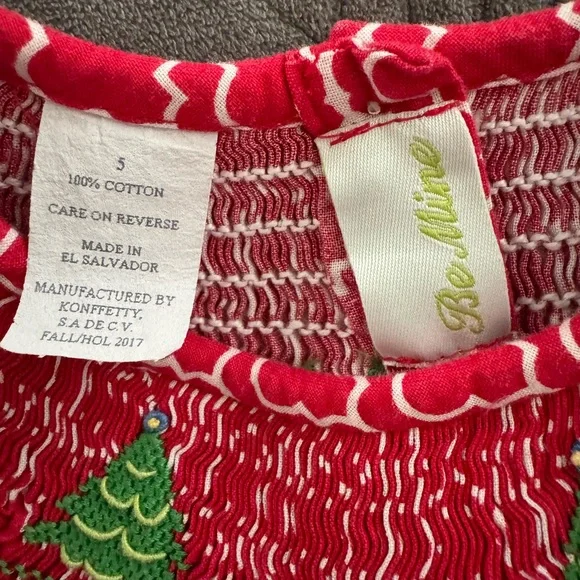 5
100% COTTON
CARE ON REVERSE
MADE IN
EL SALVADOR
MANUFACTURED BY
KONFFETTY,
S.A DE C.V.
FALL/HOL 2017
Be Mine